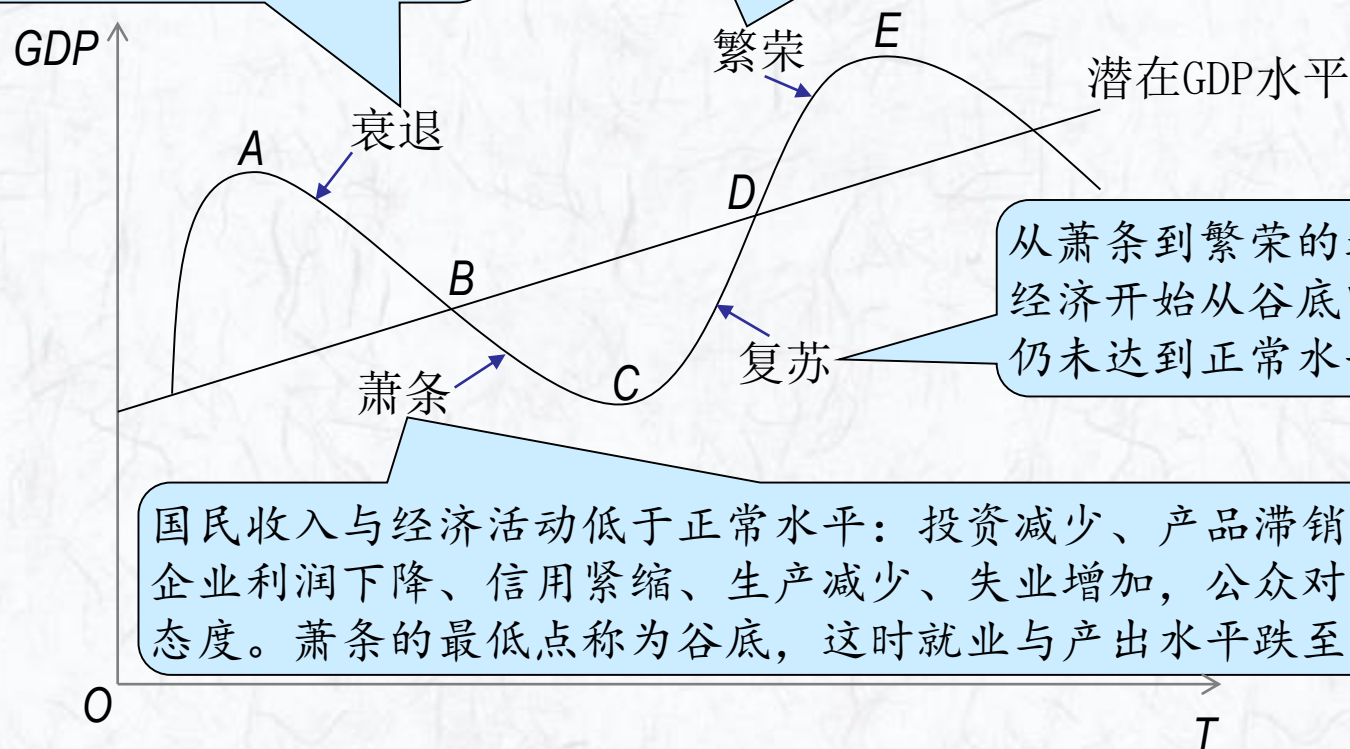 GDP
繁荣
E
潜在GDP水平
A
衰退
D
B
从萧条到繁荣的
经济开始从谷底
仍未达到正常水
复苏
C
萧条
国民收入与经济活动低于正常水平：投资减少、产品滞销
企业利润下降、信用紧缩、生产减少、失业增加，公众对
态度。萧条的最低点称为谷底，这时就业与产出水平跌至
O
T